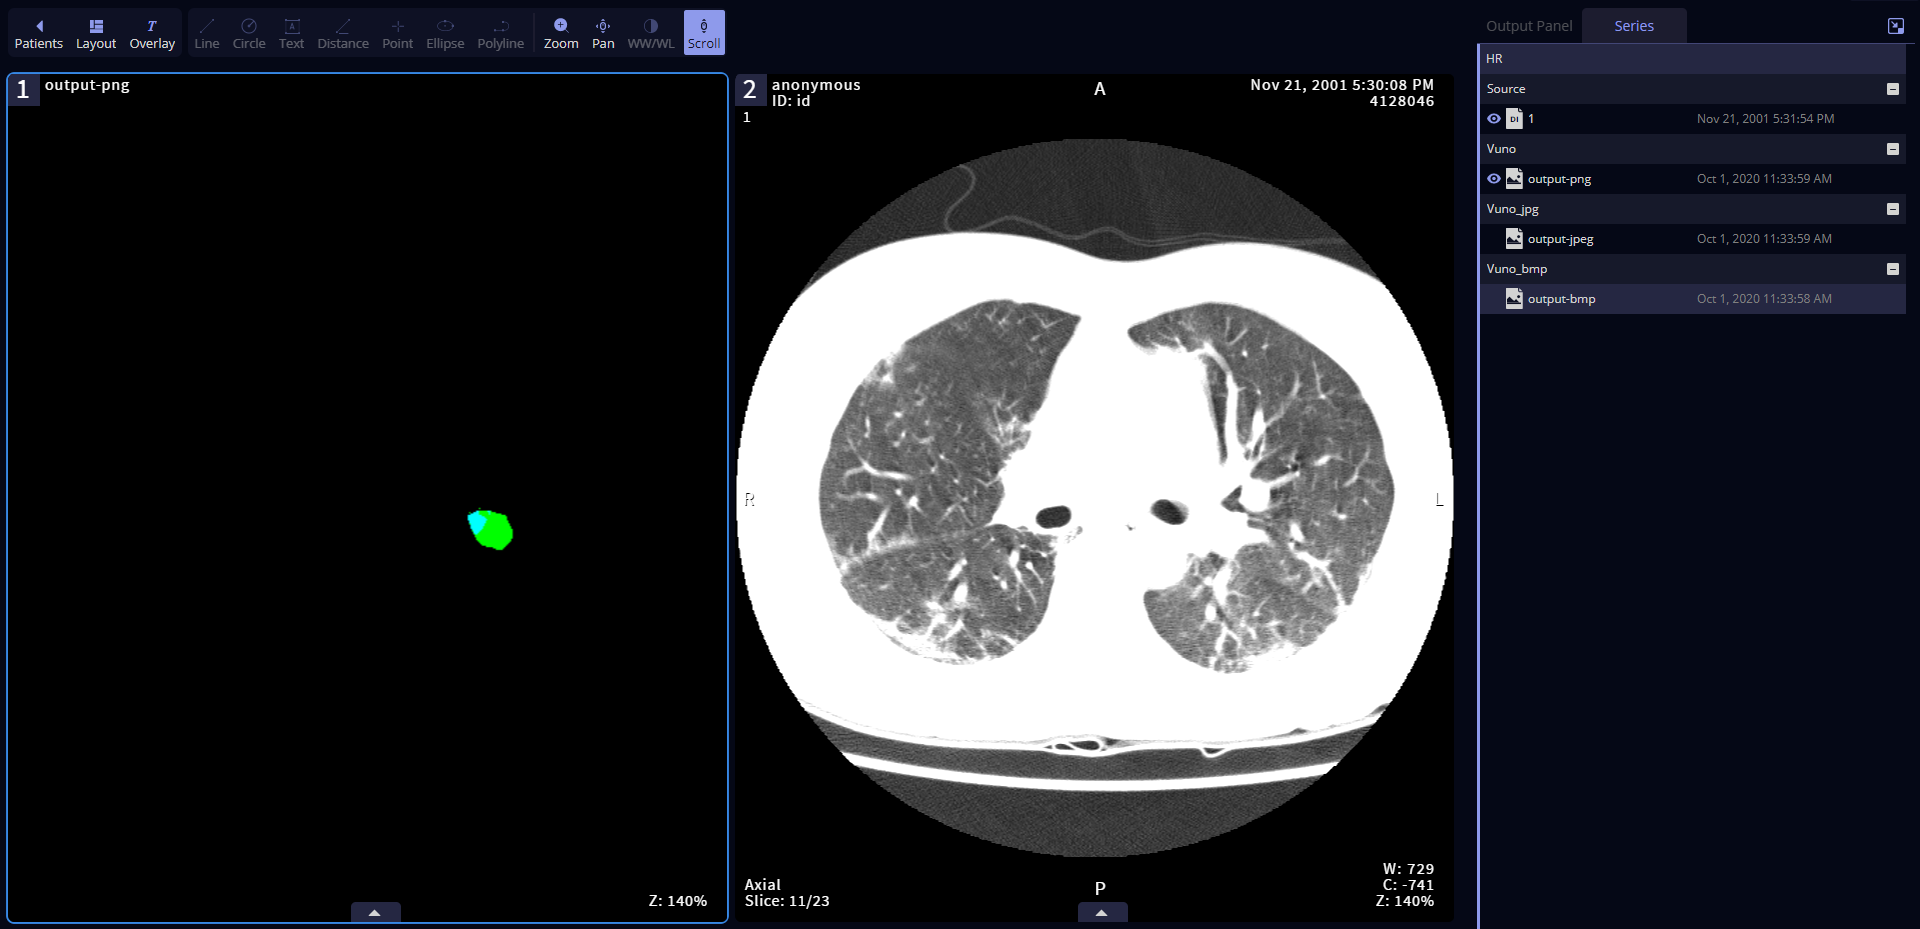 Patients Layout Overlay Line Circle Text Distance Point Ellipse Polyline Zoom Pan WW/WL Scroll
Output Panel Series
1 output-png
Z: 140%
2 anonymous
ID: id
1
A
Nov 21, 2001 5:30:08 PM
4128046
R
L
Axial
Slice: 11/23
P
W: 729
C: -741
Z: 140%
HR
Source
DI 1 Nov 21, 2001 5:31:54 PM
Vuno
output-png Oct 1, 2020 11:33:59 AM
Vuno_jpg
output-jpeg Oct 1, 2020 11:33:59 AM
Vuno_bmp
output-bmp Oct 1, 2020 11:33:58 AM